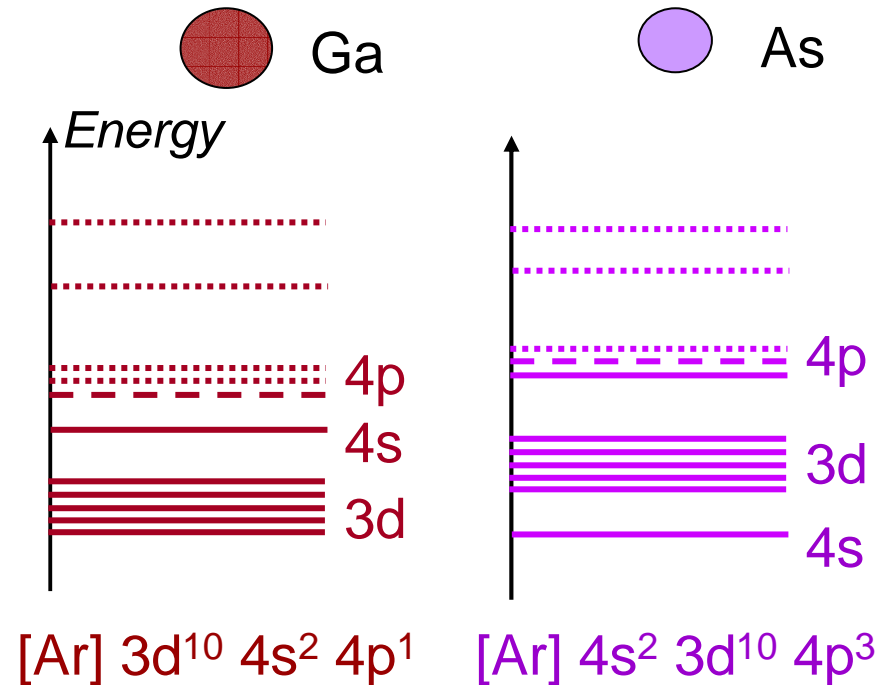 Ga
As
Energy
4p
4s
3d
4p
3d
4s
[Ar] 3d¹⁰ 4s² 4p¹
[Ar] 4s² 3d¹⁰ 4p³